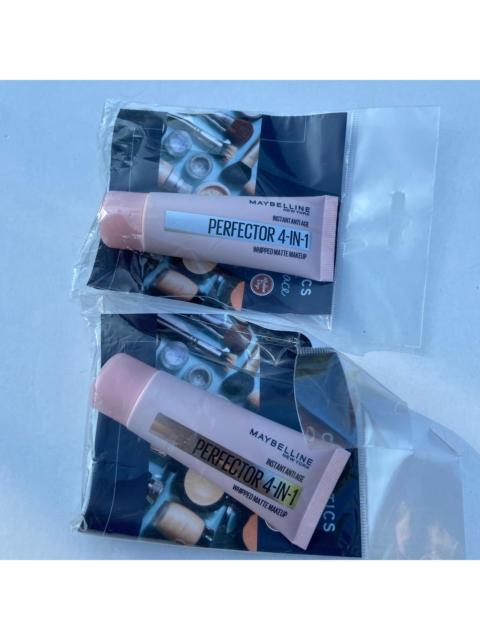 MAYBELLINE
NEW YORK
INSTANT ANTI AGE
PERFECTOR 4-IN-1
WHIPPED MATTE MAKEUP
MAYBELLINE
NEW YORK
INSTANT ANTI AGE
PERFECTOR 4-IN-1
WHIPPED MATTE MAKEUP